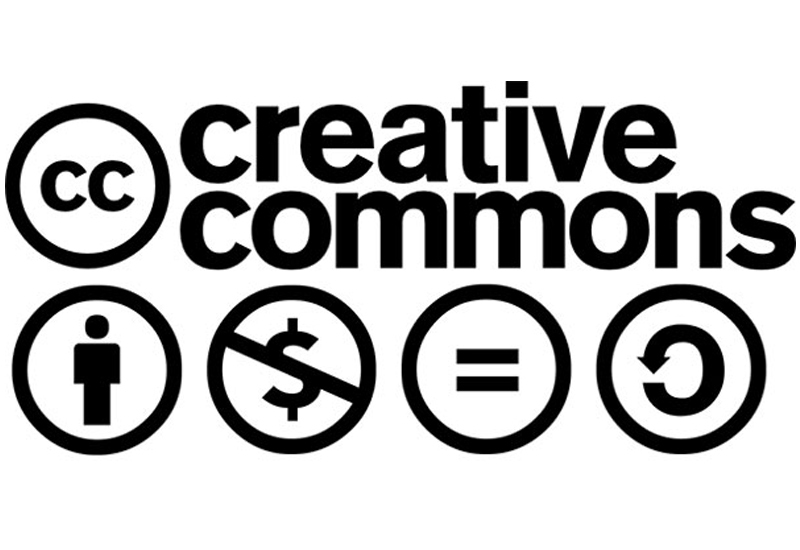 cc
creative
commons
$
=